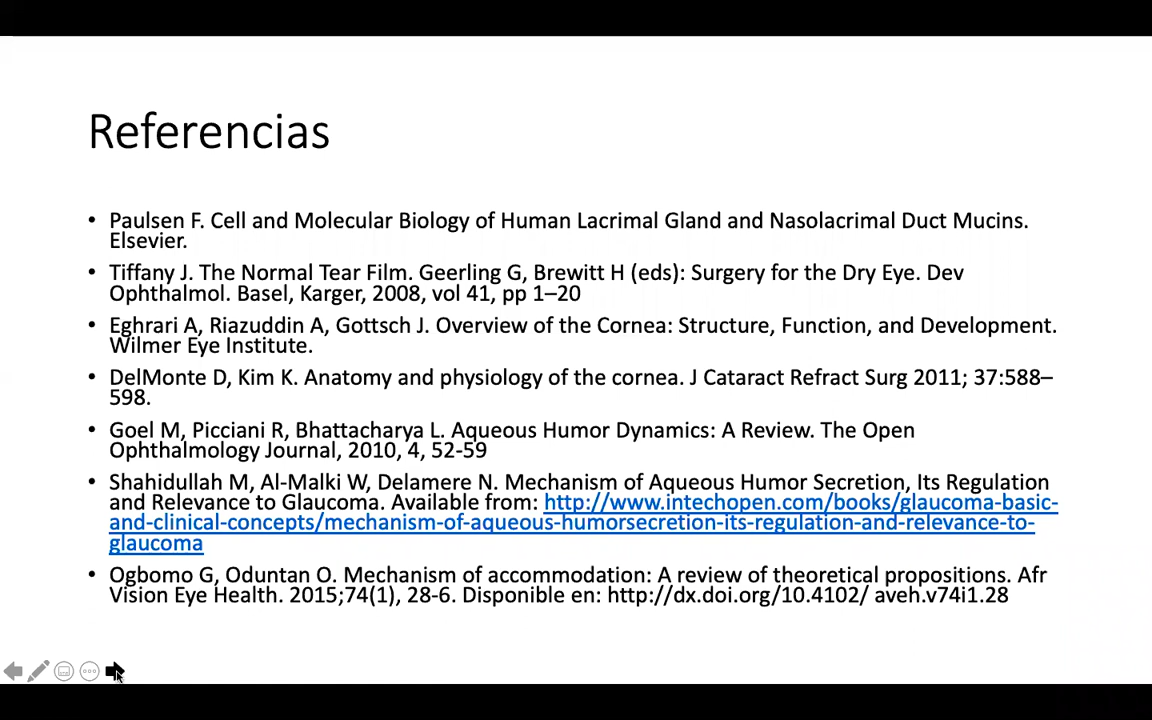 Referencias
• Paulsen F. Cell and Molecular Biology of Human Lacrimal Gland and Nasolacrimal Duct Mucins.
Elsevier.
• Tiffany J. The Normal Tear Film. Geerling G, Brewitt H (eds): Surgery for the Dry Eye. Dev
Ophthalmol. Basel, Karger, 2008, vol 41, pp 1–20
• Eghrari A, Riazuddin A, Gottsch J. Overview of the Cornea: Structure, Function, and Development.
Wilmer Eye Institute.
• DelMonte D, Kim K. Anatomy and physiology of the cornea. J Cataract Refract Surg 2011; 37:588–
598.
• Goel M, Picciani R, Bhattacharya L. Aqueous Humor Dynamics: A Review. The Open
Ophthalmology Journal, 2010, 4, 52-59
• Shahidullah M, Al-Malki W, Delamere N. Mechanism of Aqueous Humor Secretion, Its Regulation
and Relevance to Glaucoma. Available from: http://www.intechopen.com/books/glaucoma-basic-
and-clinical-concepts/mechanism-of-aqueous-humorsecretion-its-regulation-and-relevance-to-
glaucoma
• Ogbomo G, Oduntan O. Mechanism of accommodation: A review of theoretical propositions. Afr
Vision Eye Health. 2015;74(1), 28-6. Disponible en: http://dx.doi.org/10.4102/ aveh.v74i1.28